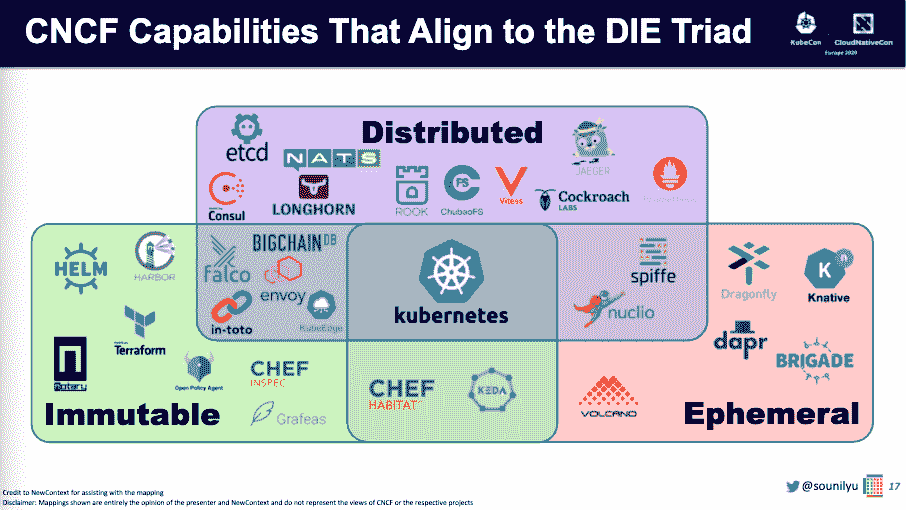 CNCF Capabilities That Align to the DIE Triad
KubeCon
CloudNativeCon
Europe 2020
Distributed
etcd
NATS
JAEGER
Consul
LONGHORN
ROOK
ChubaoFS
Vitess
Cockroach
LABS
HELM
HARBOR
falco
BIGCHAINDB
envoy
in-toto
KubeEdge
kubernetes
spiffe
nuclio
Dragonfly
Knative
Terraform
notary
Open Policy Agent
CHEF
INSPEC
Grafeas
CHEF
HABITAT
KEDA
VOLCANO
dapr
BRIGADE
Immutable
Ephemeral
Credit to NewContext for assisting with the mapping
Disclaimer: Mappings shown are entirely the opinion of the presenter and NewContext and do not represent the views of CNCF or the respective projects
@sounilyu
17